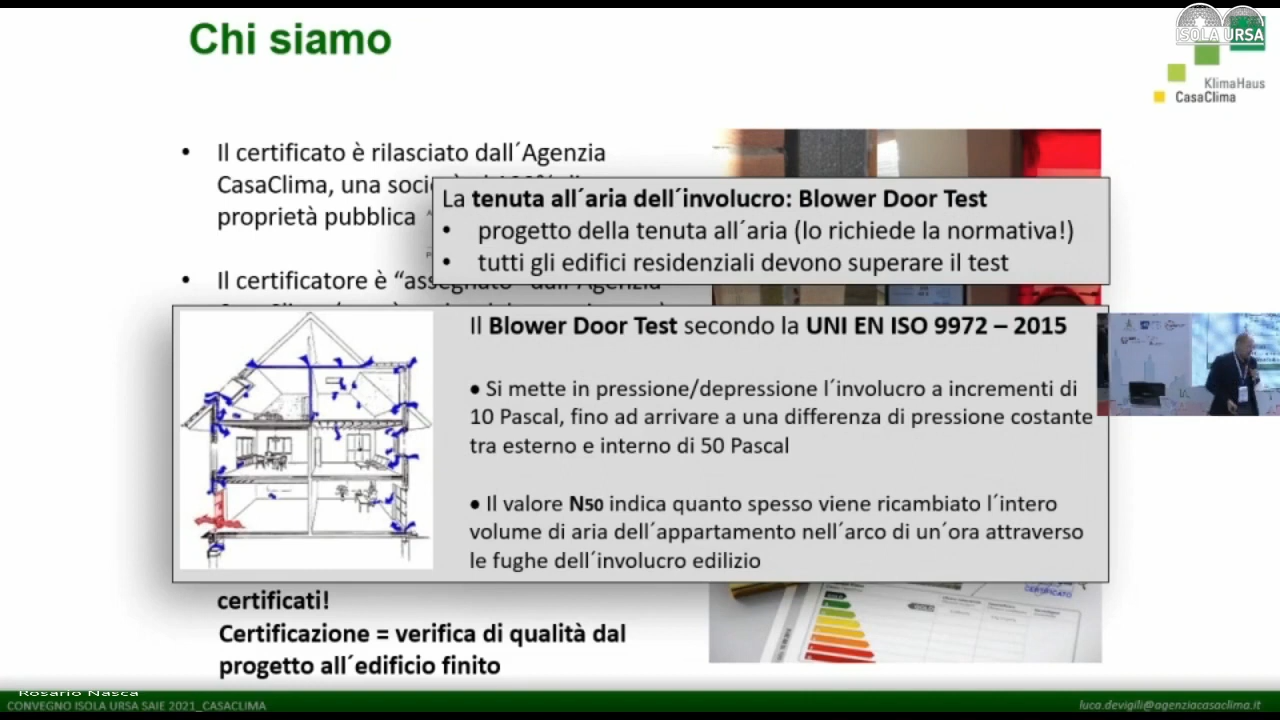 Chi siamo
ISOLA URSA
KlimaHaus
CasaClima
• Il certificato è rilasciato dall´Agenzia
CasaClima, una
proprietà pubblica
La tenuta all´aria dell´involucro: Blower Door Test
• progetto della tenuta all´aria (lo richiede la normativa!)
• tutti gli edifici residenziali devono superare il test
• Il certificatore è “assegnato” dall´Agenzia
Il Blower Door Test secondo la UNI EN ISO 9972 – 2015
• Si mette in pressione/depressione l´involucro a incrementi di
10 Pascal, fino ad arrivare a una differenza di pressione costante
tra esterno e interno di 50 Pascal
• Il valore N50 indica quanto spesso viene ricambiato l´intero
volume di aria dell´appartamento nell´arco di un´ora attraverso
le fughe dell´involucro edilizio
certificati!
Certificazione = verifica di qualità dal
progetto all´edificio finito
CERTIFICATO
Rosario Nasca
CONVEGNO ISOLA URSA SAIE 2021_CASACLIMA
luca.devigili@agenziacasaclima.it